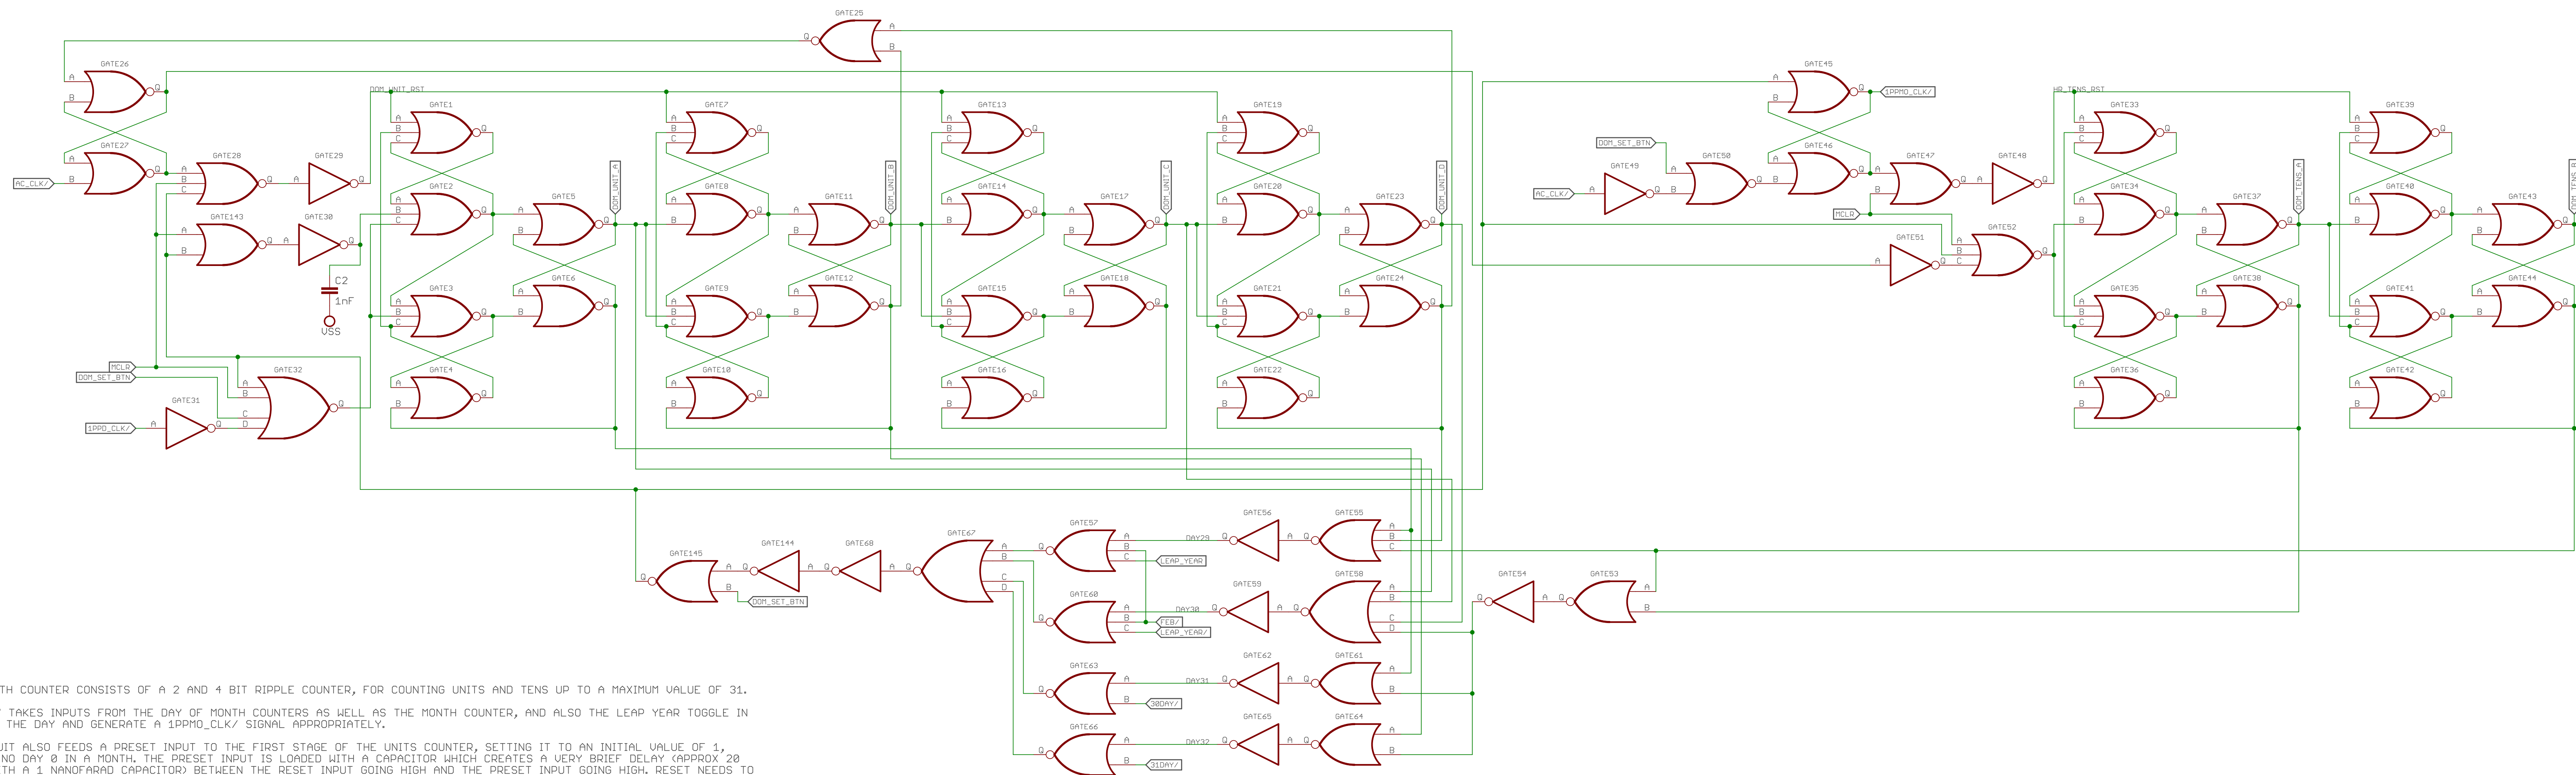 GATE25
GATE26
GATE45
DOM_UNIT_RST
1PPMO_CLK/
HR_TENS_RST
GATE1
GATE7
GATE13
GATE19
GATE33
GATE39
DOM_SET_BTN
GATE27
GATE28
GATE29
GATE49
GATE50
GATE46
GATE47
GATE48
AC_CLK/
AC_CLK/
DOM_UNIT_A
DOM_UNIT_B
DOM_UNIT_C
DOM_UNIT_D
DOM_TENS_A
DOM_TENS_B
GATE2
GATE8
GATE14
GATE20
GATE34
GATE40
GATE5
GATE11
GATE17
GATE23
GATE37
GATE43
MCLR
GATE143
GATE30
GATE51
GATE52
C2
1nF
VSS
GATE6
GATE12
GATE18
GATE24
GATE38
GATE44
GATE3
GATE9
GATE15
GATE21
GATE35
GATE41
MCLR
DOM_SET_BTN
GATE32
GATE4
GATE10
GATE16
GATE22
GATE36
GATE42
GATE31
1PPD_CLK/
GATE67
GATE57
GATE56
GATE55
DAY29
GATE145
GATE144
GATE68
LEAP_YEAR
GATE54
GATE53
GATE59
GATE58
DOM_SET_BTN
GATE60
DAY30
FEB/
LEAP_YEAR/
GATE63
GATE62
GATE61
DAY31
30DAY/
GATE66
GATE65
GATE64
DAY32
31DAY/
TH COUNTER CONSISTS OF A 2 AND 4 BIT RIPPLE COUNTER, FOR COUNTING UNITS AND TENS UP TO A MAXIMUM VALUE OF 31.
TAKES INPUTS FROM THE DAY OF MONTH COUNTERS AS WELL AS THE MONTH COUNTER, AND ALSO THE LEAP YEAR TOGGLE IN
THE DAY AND GENERATE A 1PPMO_CLK/ SIGNAL APPROPRIATELY.
UIT ALSO FEEDS A PRESET INPUT TO THE FIRST STAGE OF THE UNITS COUNTER, SETTING IT TO AN INITIAL VALUE OF 1,
NO DAY 0 IN A MONTH. THE PRESET INPUT IS LOADED WITH A CAPACITOR WHICH CREATES A VERY BRIEF DELAY (APPROX 20
TH A 1 NANOFARAD CAPACITOR) BETWEEN THE RESET INPUT GOING HIGH AND THE PRESET INPUT GOING HIGH. RESET NEEDS TO